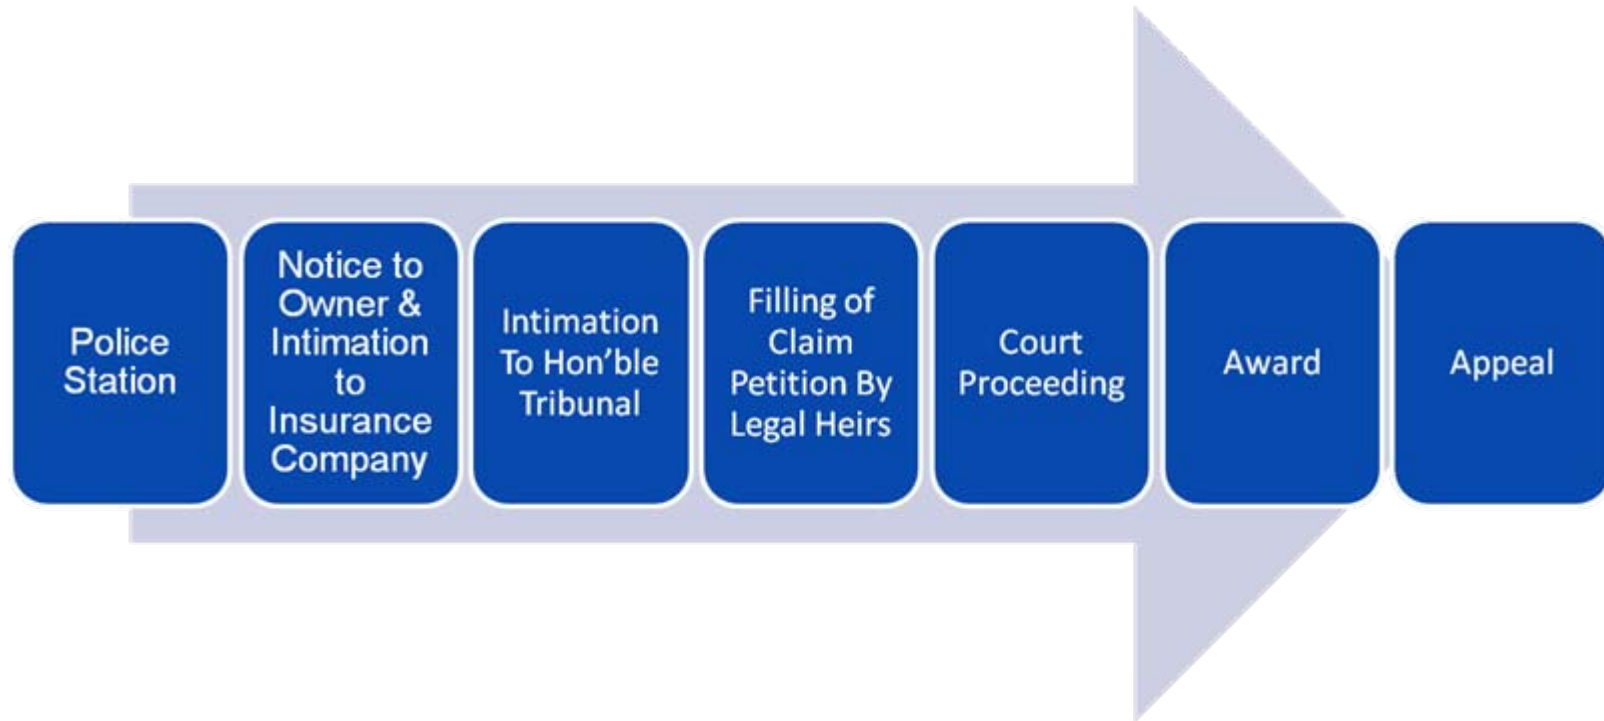 Police
Station
Notice to
Owner &
Intimation
to
Insurance
Company
Intimation
To Hon’ble
Tribunal
Filling of
Claim
Petition By
Legal Heirs
Court
Proceeding
Award
Appeal